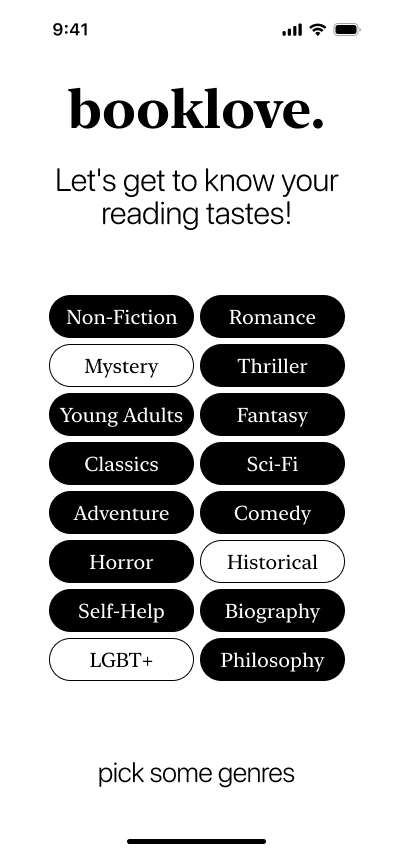 9:41
booklove.
Let's get to know your
reading tastes!
Non-Fiction Romance
Mystery Thriller
Young Adults Fantasy
Classics Sci-Fi
Adventure Comedy
Horror Historical
Self-Help Biography
LGBT+ Philosophy
pick some genres